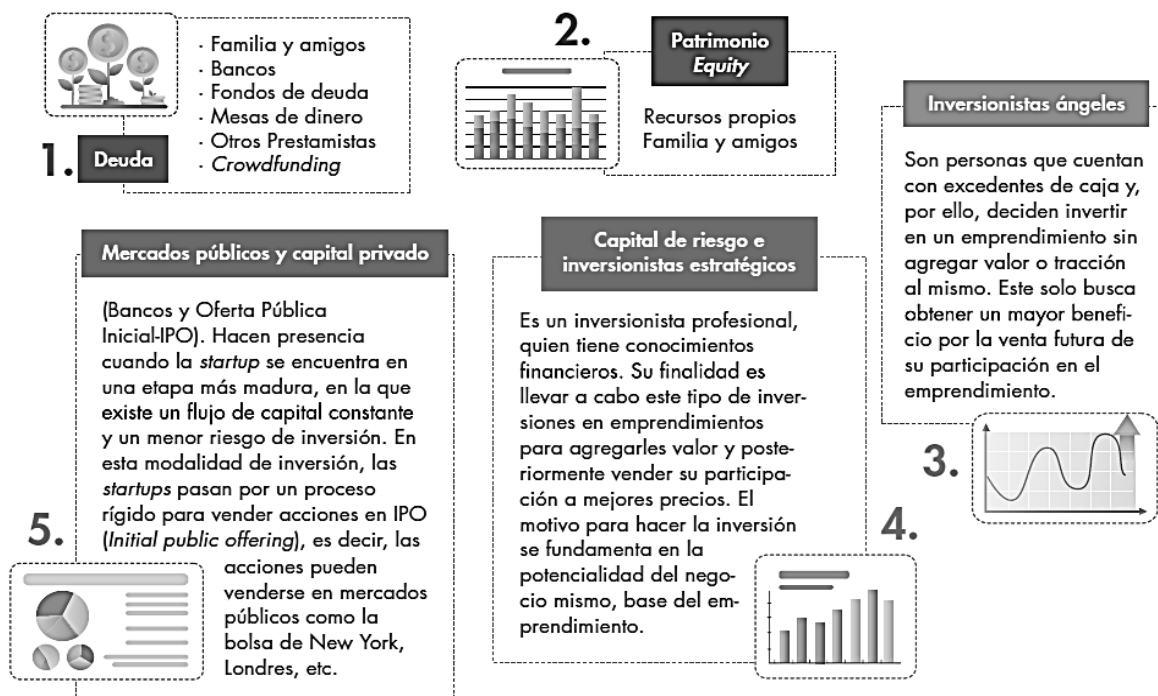 1.
Deuda
· Familia y amigos
· Bancos
· Fondos de deuda
· Mesas de dinero
· Otros Prestamistas
· Crowdfunding
2.
Patrimonio
Equity
Recursos propios
Familia y amigos
Inversionistas ángeles
Son personas que cuentan
con excedentes de caja y,
por ello, deciden invertir
en un emprendimiento sin
agregar valor o tracción
al mismo. Este solo busca
obtener un mayor benefi-
cio por la venta futura de
su participación en el
emprendimiento.
3.
Capital de riesgo e
inversionistas estratégicos
Es un inversionista profesional,
quien tiene conocimientos
financieros. Su finalidad es
llevar a cabo este tipo de inver-
siones en emprendimientos
para agregarles valor y poste-
riormente vender su participa-
ción a mejores precios. El
motivo para hacer la inversión
se fundamenta en la
potencialidad del nego-
cio mismo, base del em-
prendimiento.
4.
Mercados públicos y capital privado
(Bancos y Oferta Pública
Inicial-IPO). Hacen presencia
cuando la startup se encuentra en
una etapa más madura, en la que
existe un flujo de capital constante
y un menor riesgo de inversión. En
esta modalidad de inversión, las
startups pasan por un proceso
rígido para vender acciones en IPO
(Initial public offering), es decir, las
acciones pueden
venderse en mercados
públicos como la
bolsa de New York,
Londres, etc.
5.